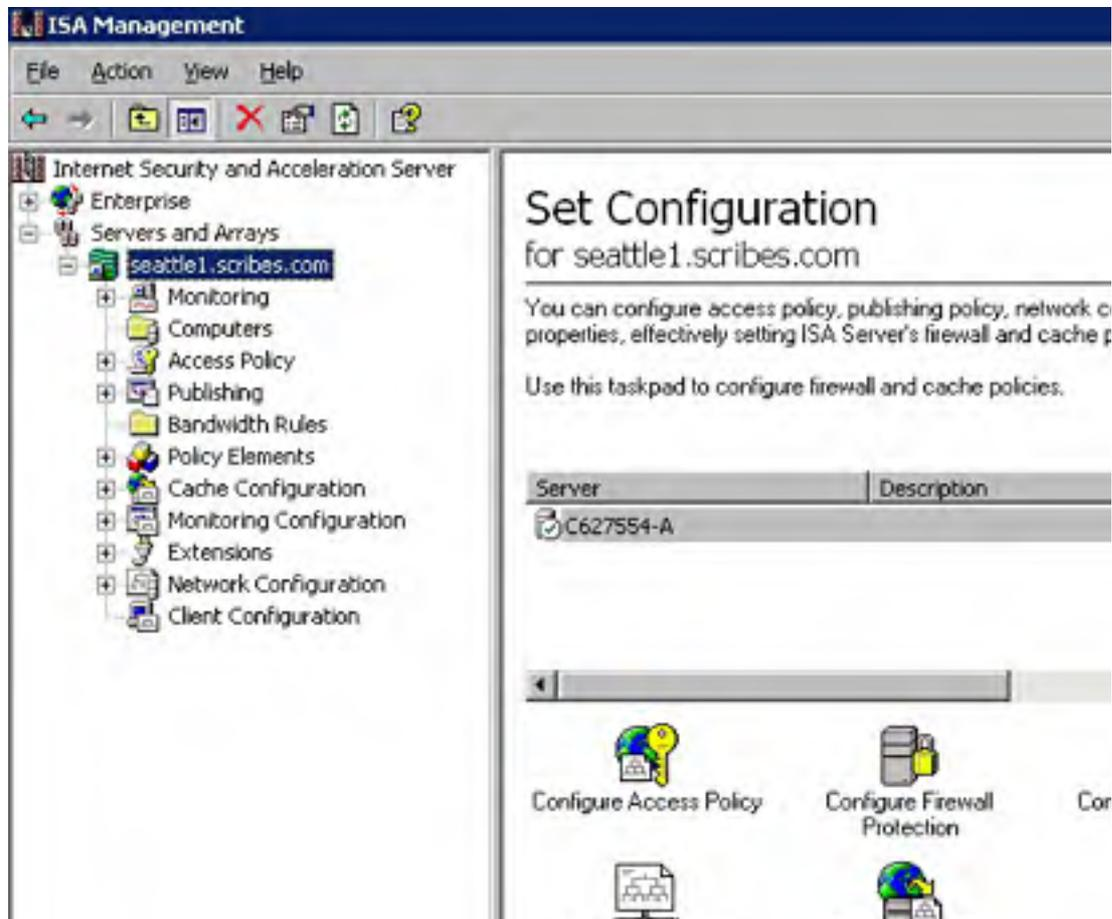 ISA Management
File Action View Help
Internet Security and Acceleration Server
Enterprise
Servers and Arrays
seattle1.scribes.com
Monitoring
Computers
Access Policy
Publishing
Bandwidth Rules
Policy Elements
Cache Configuration
Monitoring Configuration
Extensions
Network Configuration
Client Configuration
Set Configuration
for seattle1.scribes.com
You can configure access policy, publishing policy, network c
properties, effectively setting ISA Server's firewall and cache p
Use this taskpad to configure firewall and cache policies.
Server Description
C627554-A
Configure Access Policy
Configure Firewall
Protection
Cor